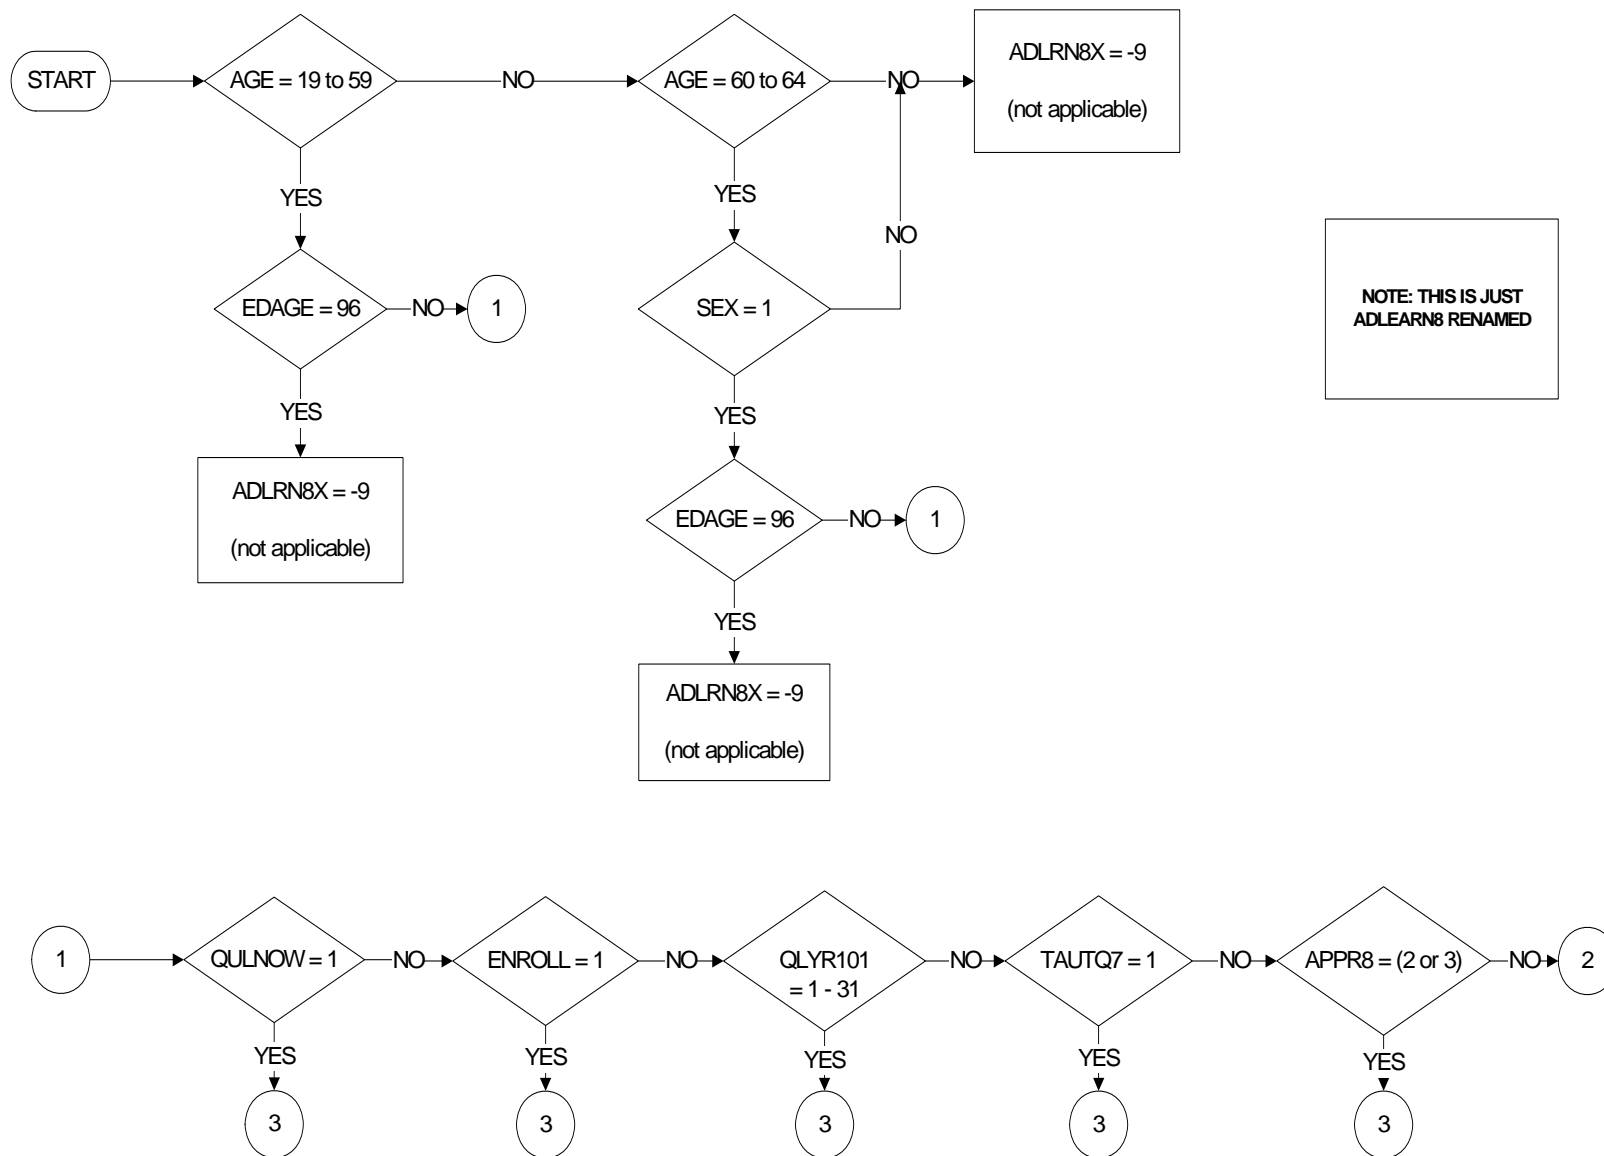 START
AGE = 19 to 59
NO
AGE = 60 to 64
NO
ADLRN8X = -9
(not applicable)
YES
YES
NO
EDAGE = 96
NO
1
SEX = 1
NOTE: THIS IS JUST
ADLEARN8 RENAMED
YES
YES
ADLRN8X = -9
(not applicable)
EDAGE = 96
NO
1
YES
ADLRN8X = -9
(not applicable)
1
QULNOW = 1
NO
ENROLL = 1
NO
QLYR101
= 1 - 31
NO
TAUTQ7 = 1
NO
APPR8 = (2 or 3)
NO
2
YES
YES
YES
YES
YES
3
3
3
3
3